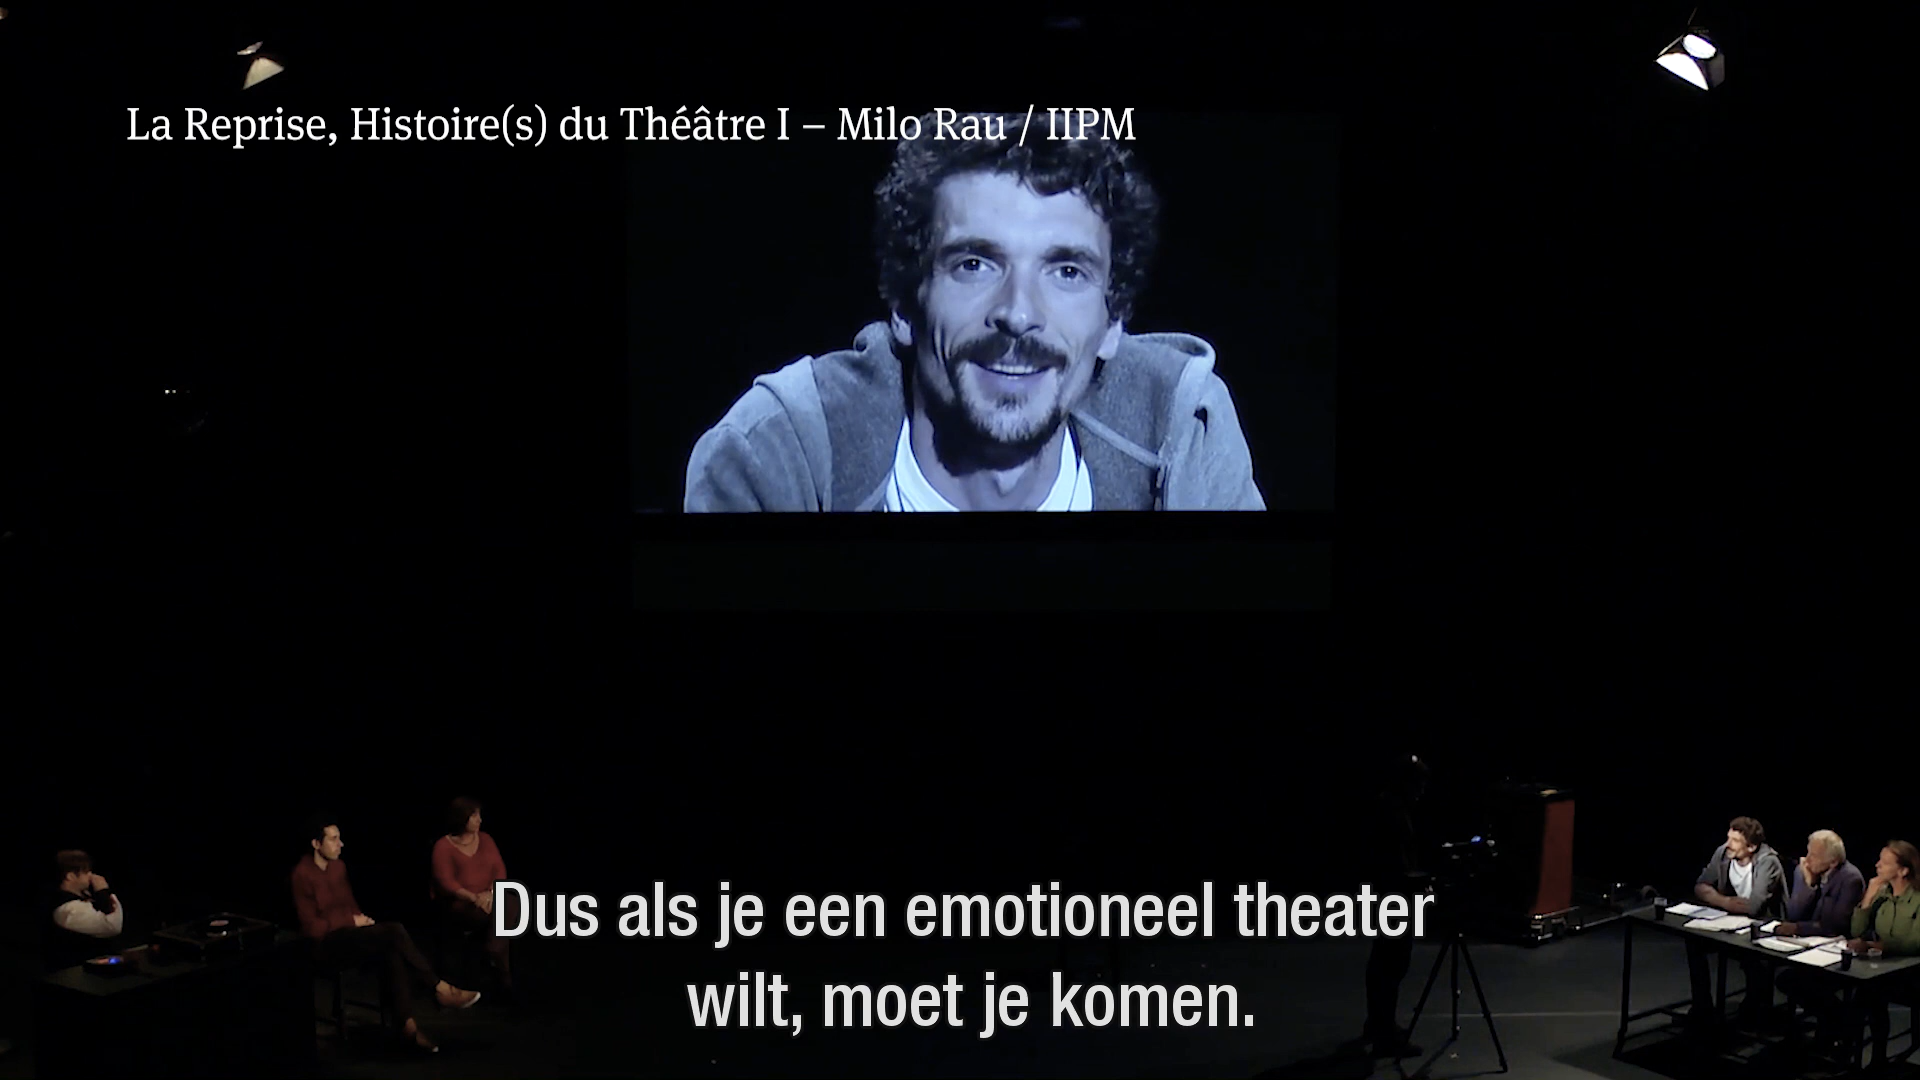 La Reprise, Histoire(s) du Théâtre I – Milo Rau / IIPM
Dus als je een emotioneel theater
wilt, moet je komen.